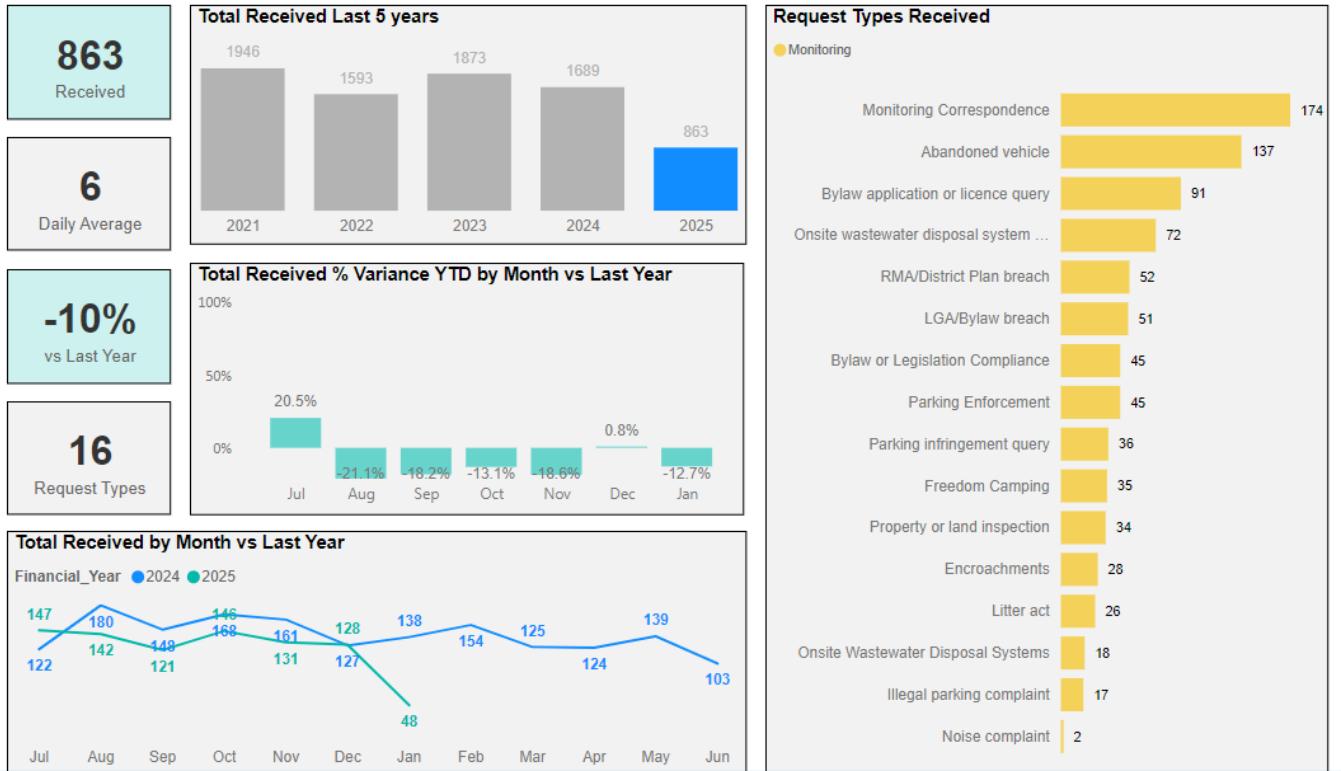 863
Received
6
Daily Average
-10%
vs Last Year
16
Request Types
Total Received Last 5 years
1946
1593
1873
1689
863
2021 2022 2023 2024 2025
Total Received % Variance YTD by Month vs Last Year
100%
50%
0%
20.5% -21.1% -18.2% -13.1% -18.6% 0.8% -12.7%
Jul Aug Sep Oct Nov Dec Jan
Total Received by Month vs Last Year
Financial_Year 2024 2025
147 142 121 146 131 128 48
122 180 148 168 161 127 138 154 125 124 139 103
Jul Aug Sep Oct Nov Dec Jan Feb Mar Apr May Jun
Request Types Received
Monitoring
Monitoring Correspondence 174
Abandoned vehicle 137
Bylaw application or licence query 91
Onsite wastewater disposal system ... 72
RMA/District Plan breach 52
LGA/Bylaw breach 51
Bylaw or Legislation Compliance 45
Parking Enforcement 45
Parking infringement query 36
Freedom Camping 35
Property or land inspection 34
Encroachments 28
Litter act 26
Onsite Wastewater Disposal Systems 18
Illegal parking complaint 17
Noise complaint 2